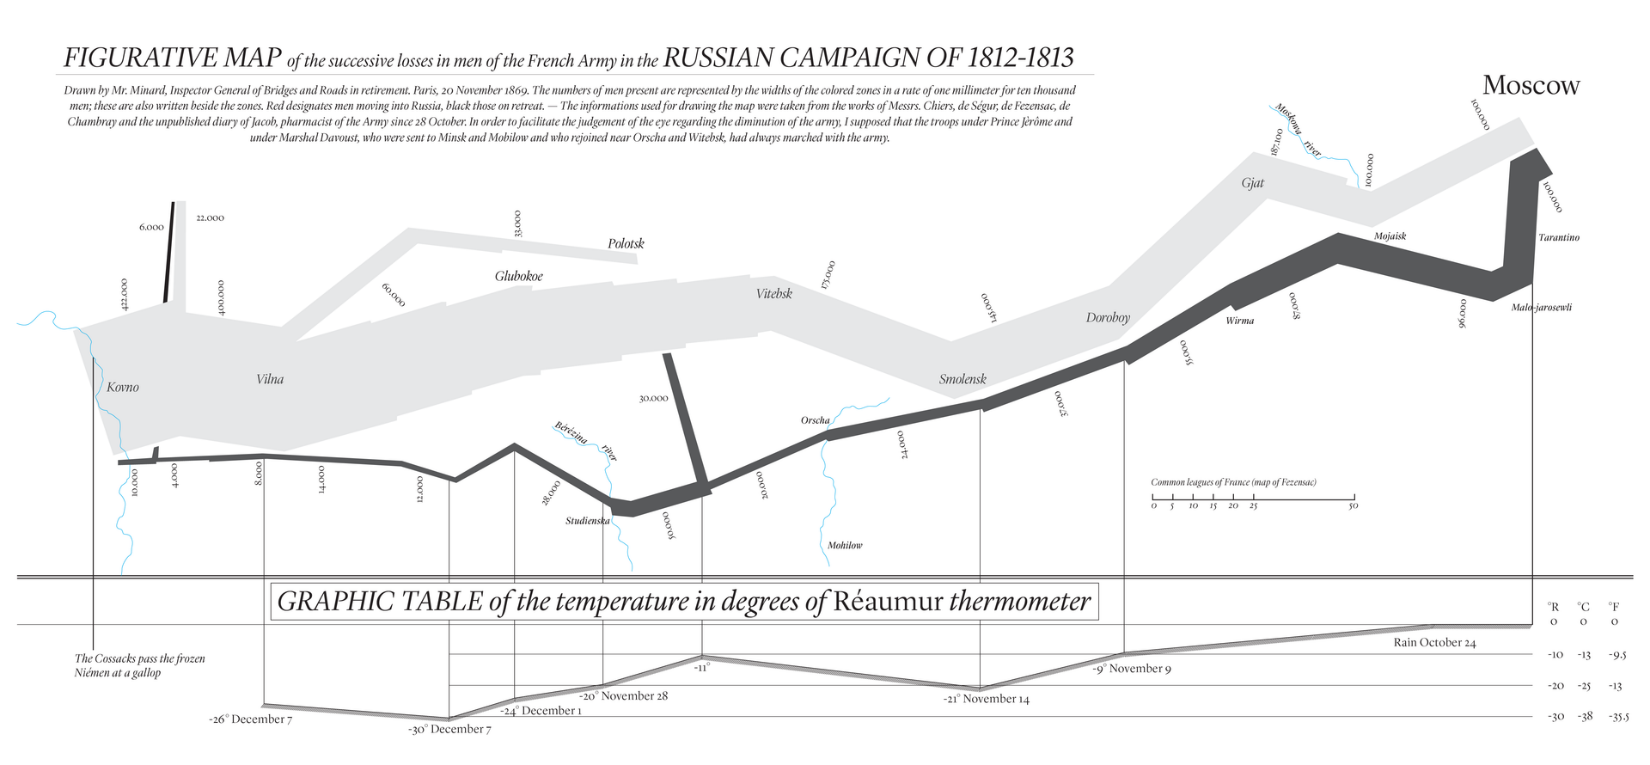 FIGURATIVE MAP of the successive losses in men of the French Army in the RUSSIAN CAMPAIGN OF 1812-1813
Drawn by Mr. Minard, Inspector General of Bridges and Roads in retirement. Paris, 20 November 1869. The numbers of men present are represented by the widths of the colored zones in a rate of one millimeter for ten thousand
men; these are also written beside the zones. Red designates men moving into Russia, black those on retreat. — The informations used for drawing the map were taken from the works of Messrs. Chiers, de Ségur, de Fezensac, de
Chambray and the unpublished diary of Jacob, pharmacist of the Army since 28 October. In order to facilitate the judgement of the eye regarding the diminution of the army, I supposed that the troops under Prince Jérôme and
under Marshal Davoust, who were sent to Minsk and Mobilow and who rejoined near Orscha and Witebsk, had always marched with the army.
Moscow
100.000
Moskowa
river
187.100
100.000
Gjat
100.000
6.000
22.000
33.000
Polotsk
Mojaisk
Tarantino
Glubokoe
422.000
400.000
60.000
175.000
Vitebsk
145.000
Doroboy
Wirma
87.000
96.000
Malo-jarosewli
55.000
Kovno
Vilna
Smolensk
30.000
37.000
Orscha
Bérézina
river
24.000
10.000
4.000
8.000
14.000
12.000
28.000
20.000
Studienska
50.000
Mohilow
Common leagues of France (map of Fezensac)
0 5 10 15 20 25 50
GRAPHIC TABLE of the temperature in degrees of Réaumur thermometer
°R °C °F
0 0 0
Rain October 24
The Cossacks pass the frozen
Niémen at a gallop
-10 -13 -9.5
-11°
-9° November 9
-20 -25 -13
-20° November 28
-21° November 14
-24° December 1
-26° December 7
-30 -38 -35.5
-30° December 7